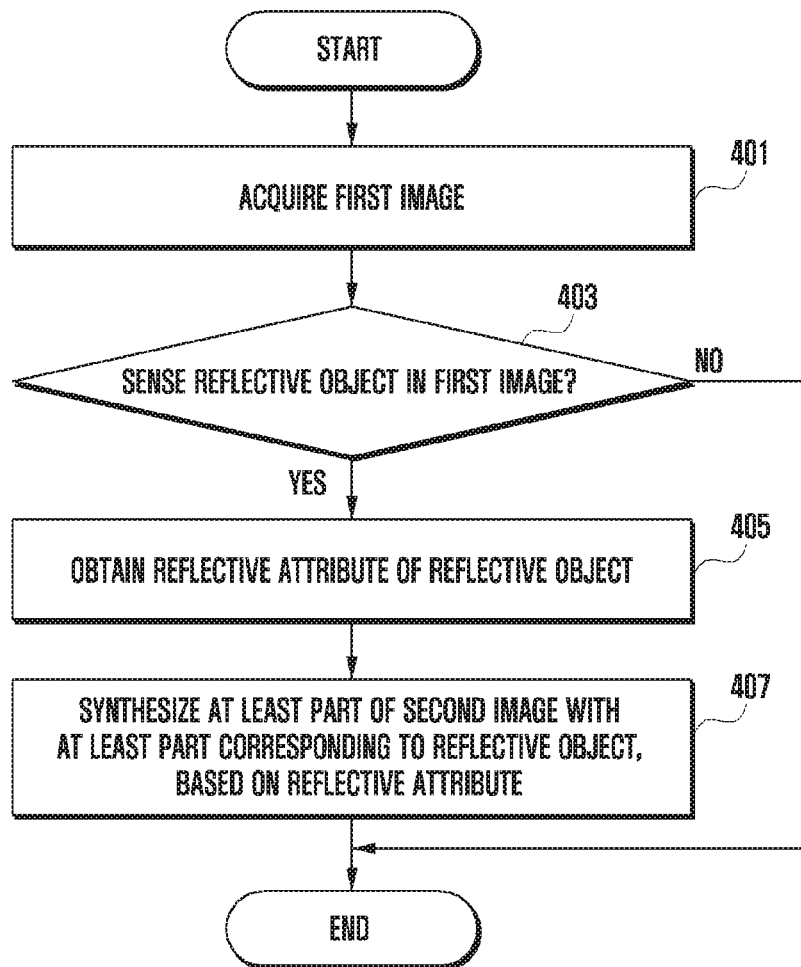 START
401
ACQUIRE FIRST IMAGE
403
SENSE REFLECTIVE OBJECT IN FIRST IMAGE?
NO
YES
405
OBTAIN REFLECTIVE ATTRIBUTE OF REFLECTIVE OBJECT
407
SYNTHESIZE AT LEAST PART OF SECOND IMAGE WITH
AT LEAST PART CORRESPONDING TO REFLECTIVE OBJECT,
BASED ON REFLECTIVE ATTRIBUTE
END